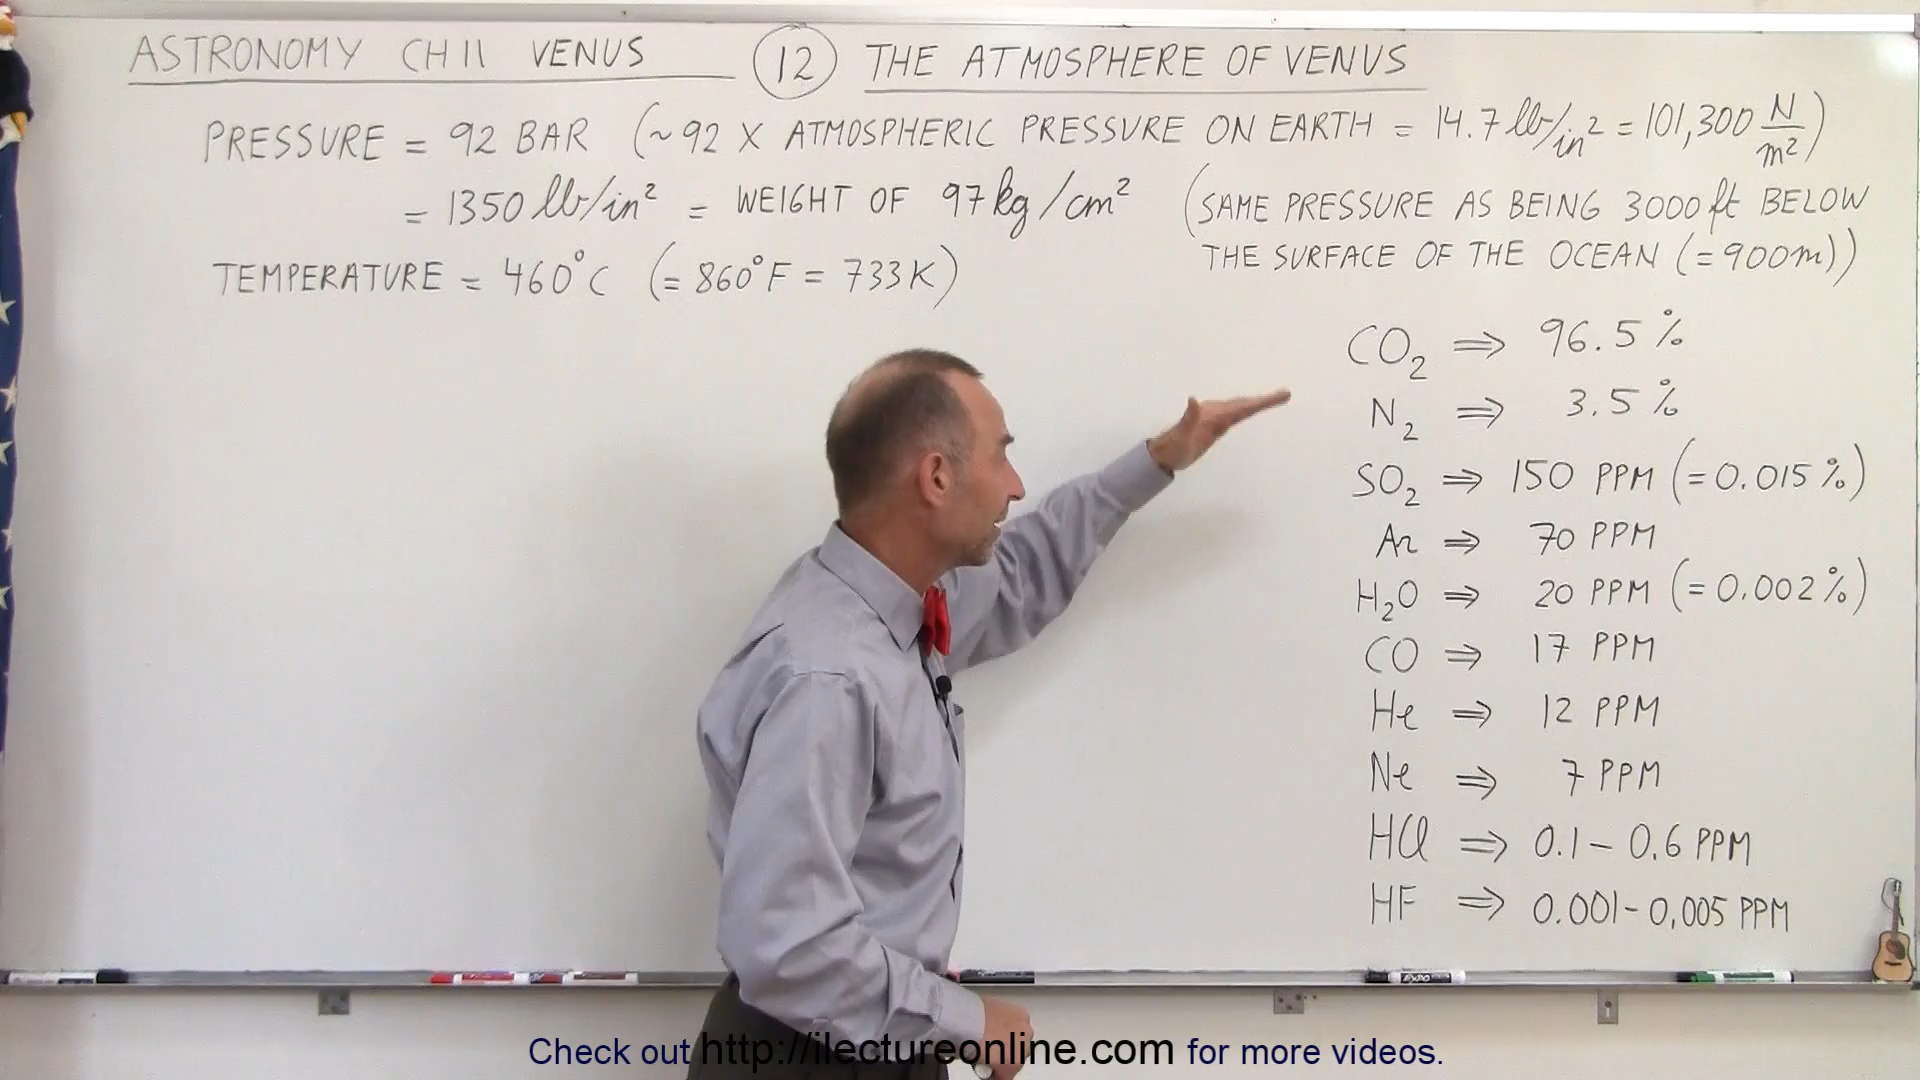 ASTRONOMY CH 11 VENUS 12 THE ATMOSPHERE OF VENUS
PRESSURE = 92 BAR (~92 X ATMOSPHERIC PRESSURE ON EARTH = 14.7 lb/in² = 101,300 N/m²)
= 1350 lb/in² = WEIGHT OF 97 kg/cm² (SAME PRESSURE AS BEING 3000 ft BELOW
THE SURFACE OF THE OCEAN (=900m))
TEMPERATURE = 460°C (= 860°F = 733K)
CO₂ ⇒ 96.5 %
N₂ ⇒ 3.5 %
SO₂ ⇒ 150 PPM (= 0.015 %)
Ar ⇒ 70 PPM
H₂O ⇒ 20 PPM (= 0.002 %)
CO ⇒ 17 PPM
He ⇒ 12 PPM
Ne ⇒ 7 PPM
HCl ⇒ 0.1 – 0.6 PPM
HF ⇒ 0.001 – 0,005 PPM
Check out http://ilectureonline.com for more videos.